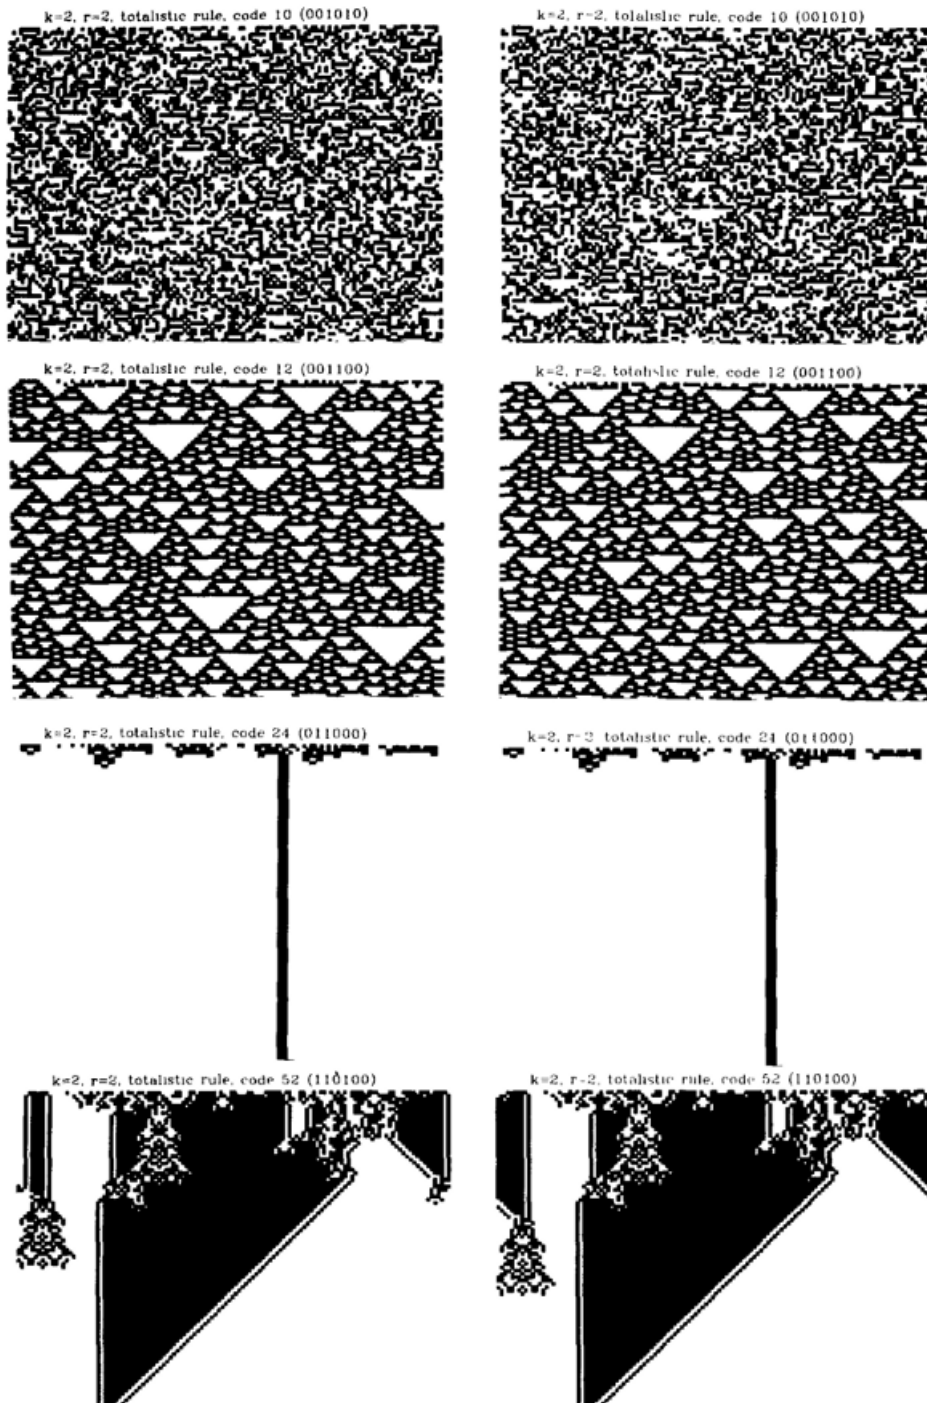 k=2, r=2, totalistic rule, code 10 (001010)
k=2, r=2, totalistic rule, code 10 (001010)
k=2, r=2, totalistic rule, code 12 (001100)
k=2, r=2, totalistic rule, code 12 (001100)
k=2, r=2, totalistic rule, code 24 (011000)
k=2, r=2, totalistic rule, code 24 (011000)
k=2, r=2, totalistic rule, code 52 (110100)
k=2, r=2, totalistic rule, code 52 (110100)